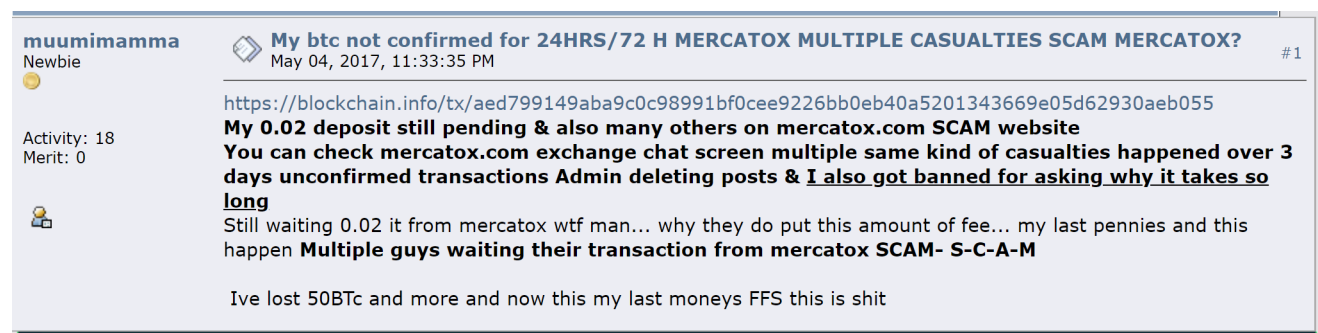 muumimamma
Newbie
Activity: 18
Merit: 0
My btc not confirmed for 24HRS/72 H MERCATOX MULTIPLE CASUALTIES SCAM MERCATOX?
May 04, 2017, 11:33:35 PM
#1
https://blockchain.info/tx/aed799149aba9c0c98991bf0cee9226bb0eb40a5201343669e05d62930aeb055
My 0.02 deposit still pending & also many others on mercatox.com SCAM website
You can check mercatox.com exchange chat screen multiple same kind of casualties happened over 3
days unconfirmed transactions Admin deleting posts & I also got banned for asking why it takes so
long
Still waiting 0.02 it from mercatox wtf man... why they do put this amount of fee... my last pennies and this
happen Multiple guys waiting their transaction from mercatox SCAM- S-C-A-M
Ive lost 50BTc and more and now this my last moneys FFS this is shit